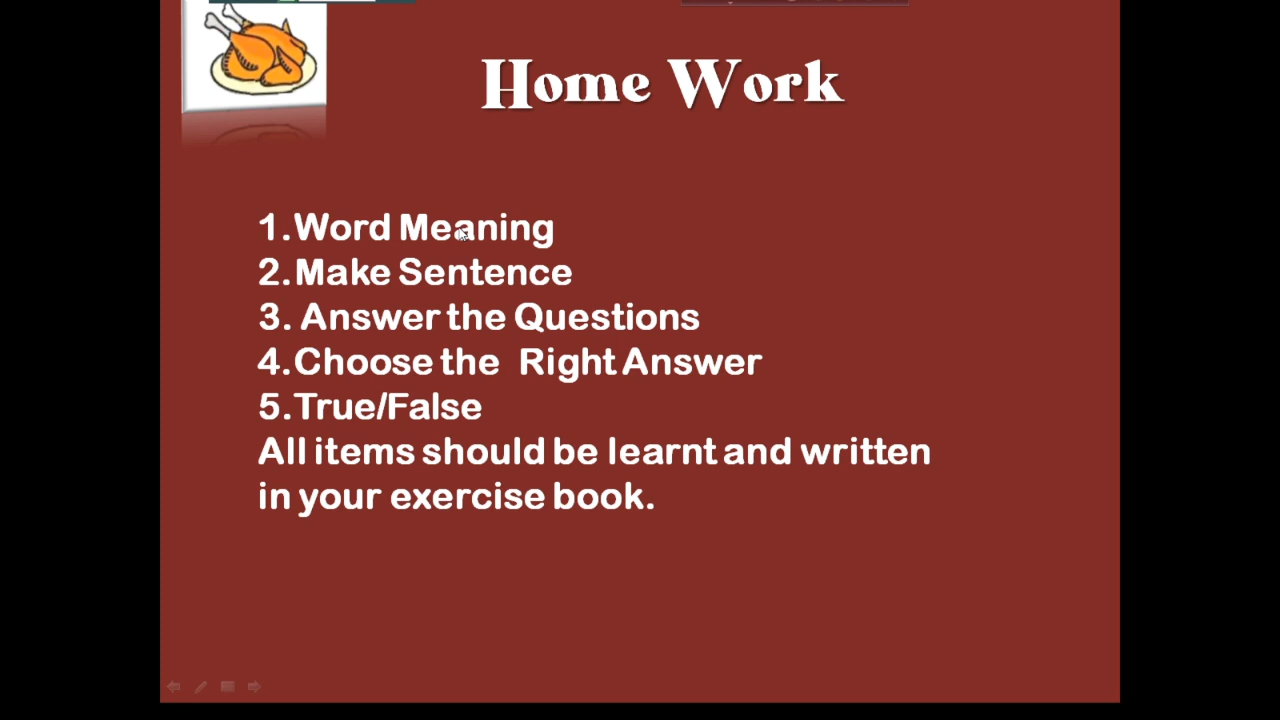 Home Work
1.Word Meaning
2.Make Sentence
3. Answer the Questions
4.Choose the Right Answer
5.True/False
All items should be learnt and written
in your exercise book.